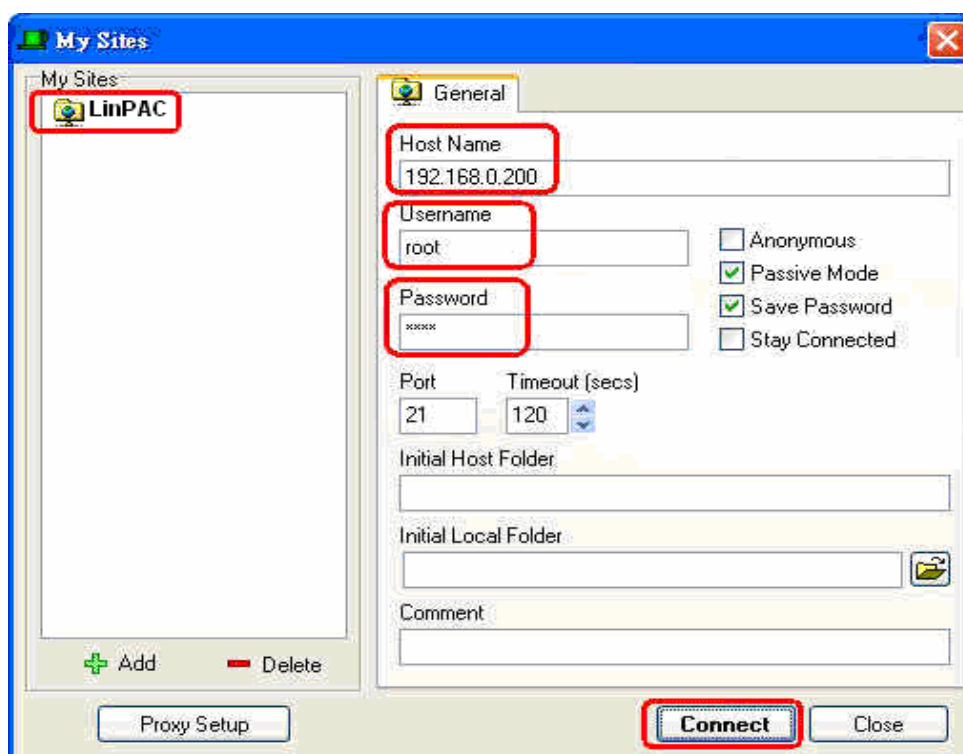 My Sites
My Sites
LinPAC
General
Host Name
192.168.0.200
Username
root
Anonymous
Passive Mode
Password
Save Password
****
Stay Connected
Port Timeout (secs)
21 120
Initial Host Folder
Initial Local Folder
Comment
Add Delete
Proxy Setup Connect Close